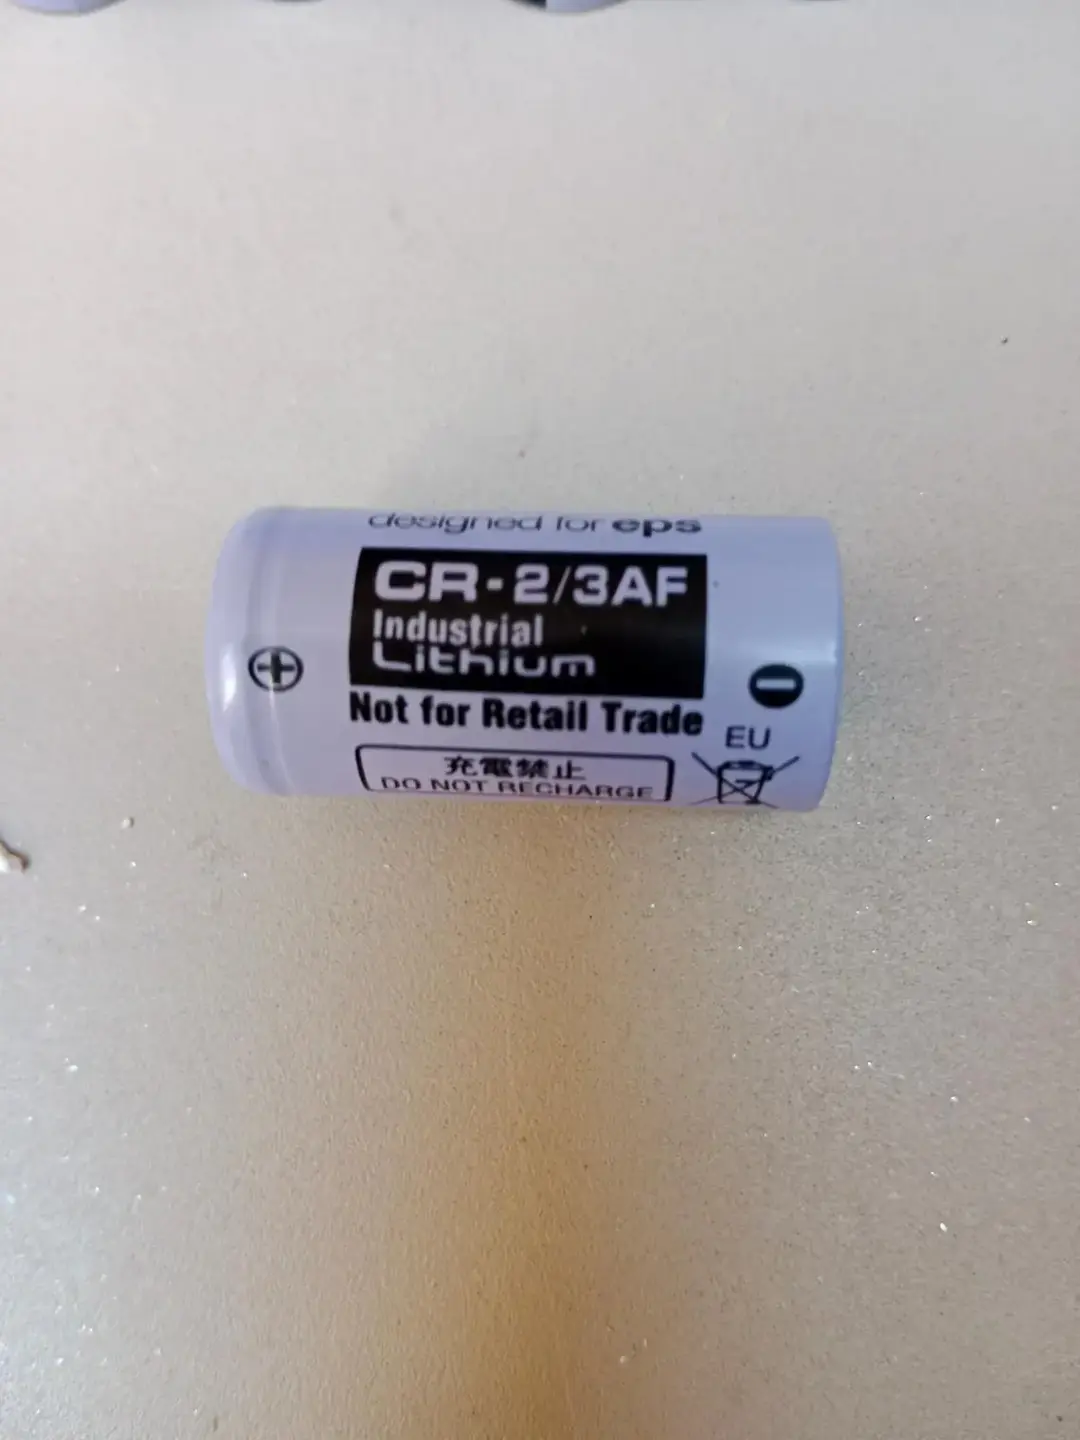 designed for eps
CR-2/3AF
Industrial
Lithium
Not for Retail Trade
EU
充電禁止
DO NOT RECHARGE